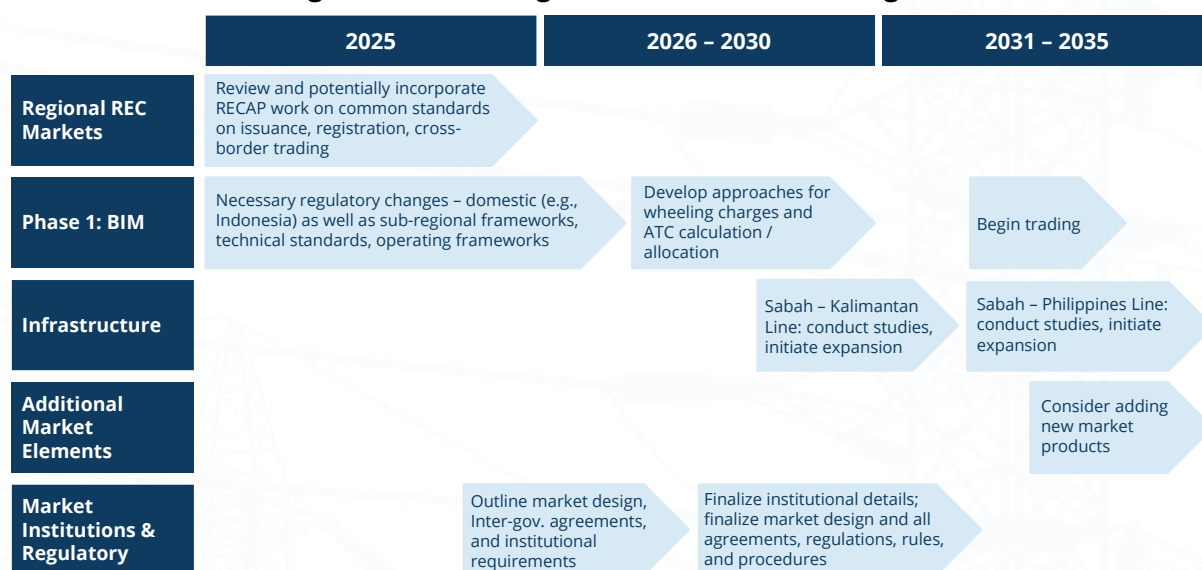 2025
2026 – 2030
2031 – 2035
Regional REC
Markets
Review and potentially incorporate
RECAP work on common standards
on issuance, registration, cross-
border trading
Phase 1: BIM
Necessary regulatory changes – domestic (e.g.,
Indonesia) as well as sub-regional frameworks,
technical standards, operating frameworks
Develop approaches for
wheeling charges and
ATC calculation /
allocation
Begin trading
Infrastructure
Sabah – Kalimantan
Line: conduct studies,
initiate expansion
Sabah – Philippines Line:
conduct studies, initiate
expansion
Additional
Market
Elements
Consider adding
new market
products
Market
Institutions &
Regulatory
Outline market design,
Inter-gov. agreements,
and institutional
requirements
Finalize institutional details;
finalize market design and all
agreements, regulations, rules,
and procedures